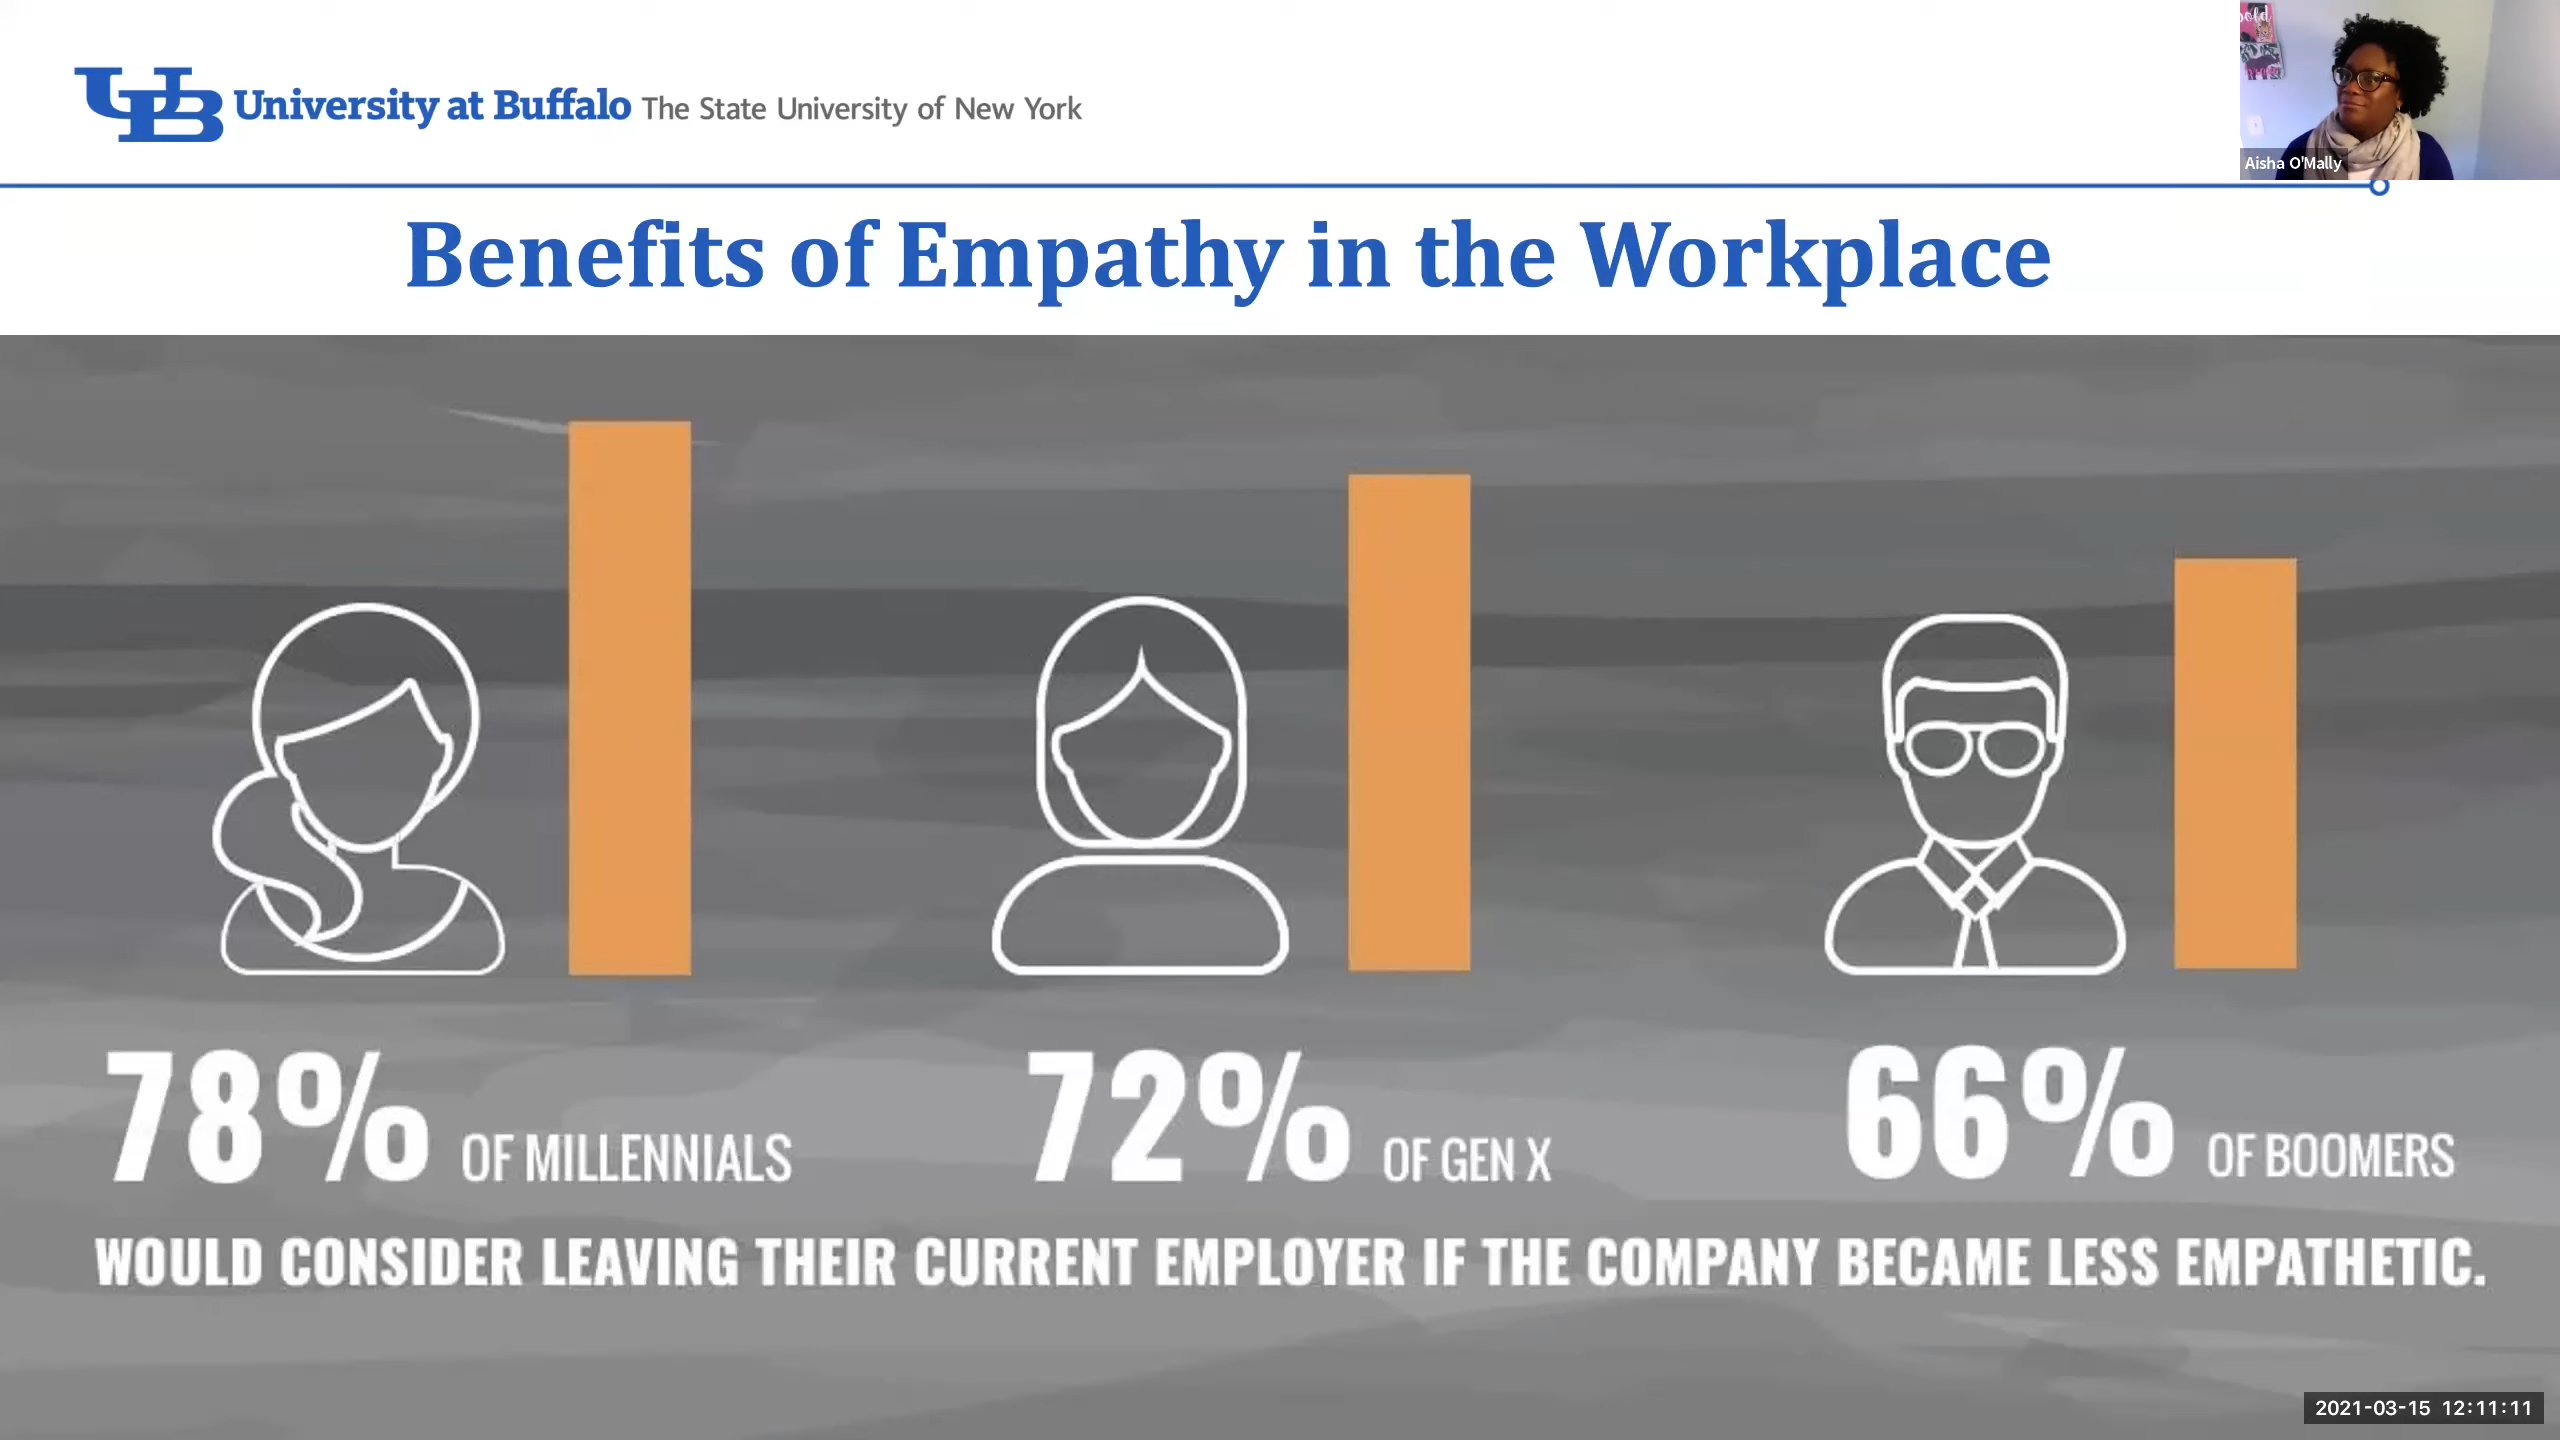 UB University at Buffalo The State University of New York
bold
Aisha O'Mally
Benefits of Empathy in the Workplace
78% OF MILLENNIALS
72% OF GEN X
66% OF BOOMERS
WOULD CONSIDER LEAVING THEIR CURRENT EMPLOYER IF THE COMPANY BECAME LESS EMPATHETIC.
2021-03-15 12:11:11